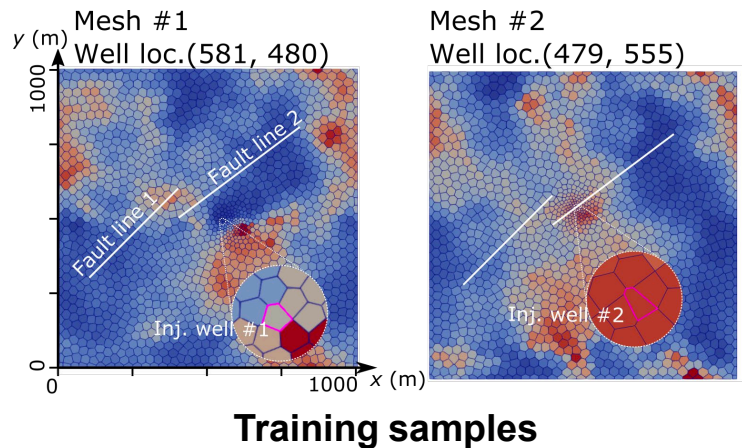 Mesh #1
Well loc.(581, 480)
Mesh #2
Well loc.(479, 555)
y (m)
1000
Fault line 2
Fault line 1
Inj. well #1
Inj. well #2
0
0
1000
x (m)
Training samples